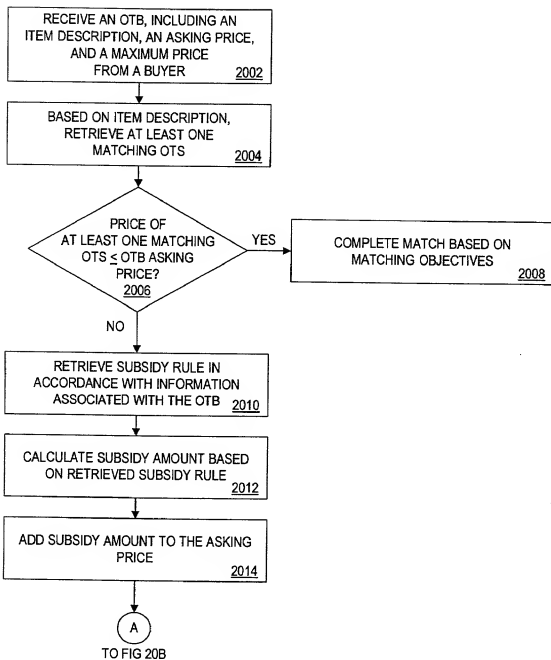 RECEIVE AN OTB, INCLUDING AN
ITEM DESCRIPTION, AN ASKING PRICE,
AND A MAXIMUM PRICE
FROM A BUYER
2002
BASED ON ITEM DESCRIPTION,
RETRIEVE AT LEAST ONE
MATCHING OTS
2004
PRICE OF
AT LEAST ONE MATCHING
OTS ≤ OTB ASKING
PRICE?
2006
YES
COMPLETE MATCH BASED ON
MATCHING OBJECTIVES
2008
NO
RETRIEVE SUBSIDY RULE IN
ACCORDANCE WITH INFORMATION
ASSOCIATED WITH THE OTB
2010
CALCULATE SUBSIDY AMOUNT BASED
ON RETRIEVED SUBSIDY RULE
2012
ADD SUBSIDY AMOUNT TO THE ASKING
PRICE
2014
A
TO FIG 20B